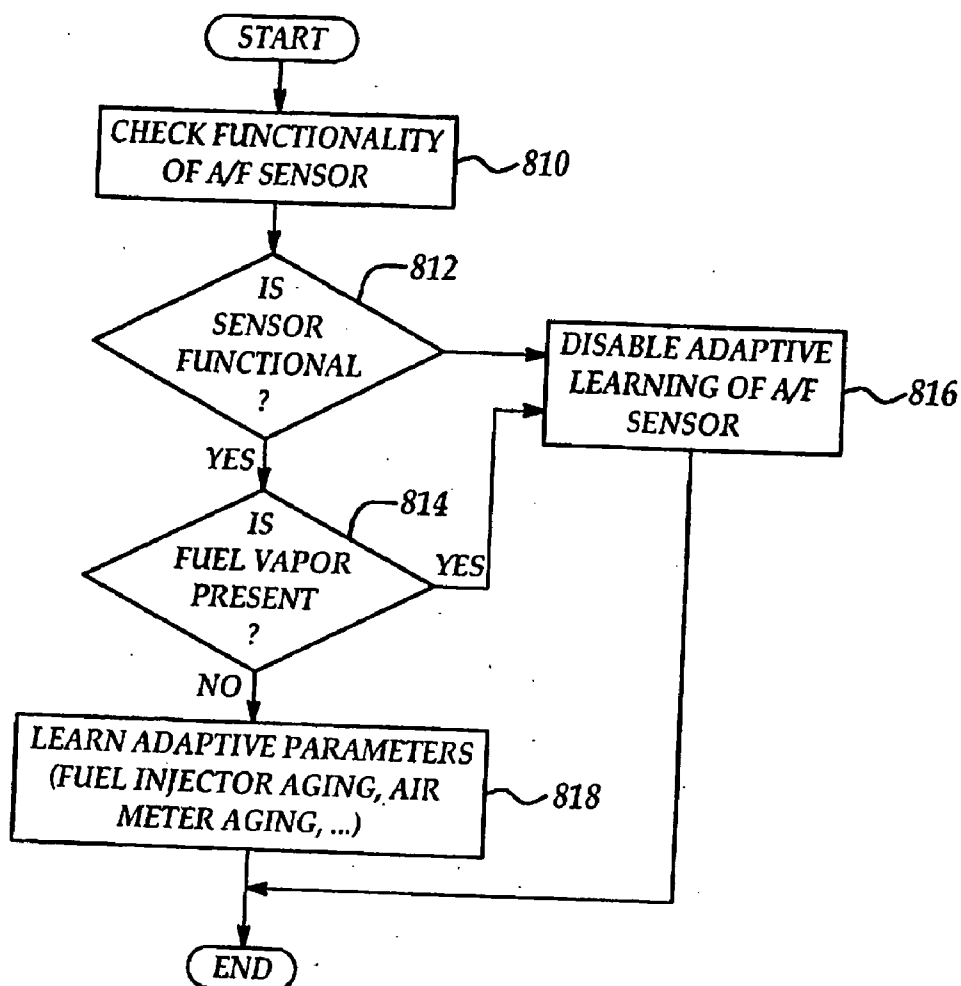 START
CHECK FUNCTIONALITY
OF A/F SENSOR
810
IS
SENSOR
FUNCTIONAL
?
812
DISABLE ADAPTIVE
LEARNING OF A/F
SENSOR
816
YES
IS
FUEL VAPOR
PRESENT
?
814
YES
NO
LEARN ADAPTIVE PARAMETERS
(FUEL INJECTOR AGING, AIR
METER AGING, ...)
818
END